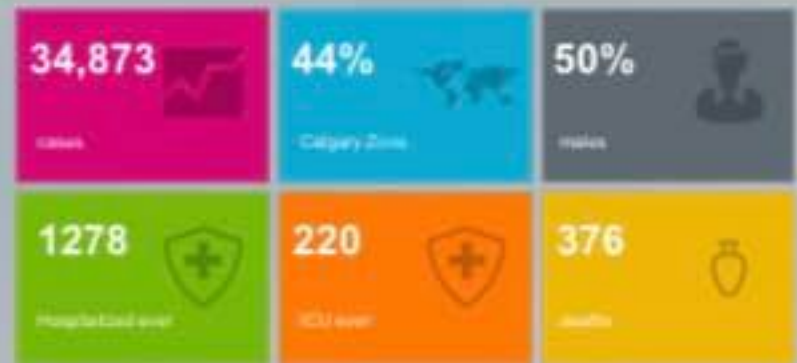 34,873
cases
44%
Calgary Zone
50%
males
1278
Hospitalized ever
220
ICU ever
376
deaths